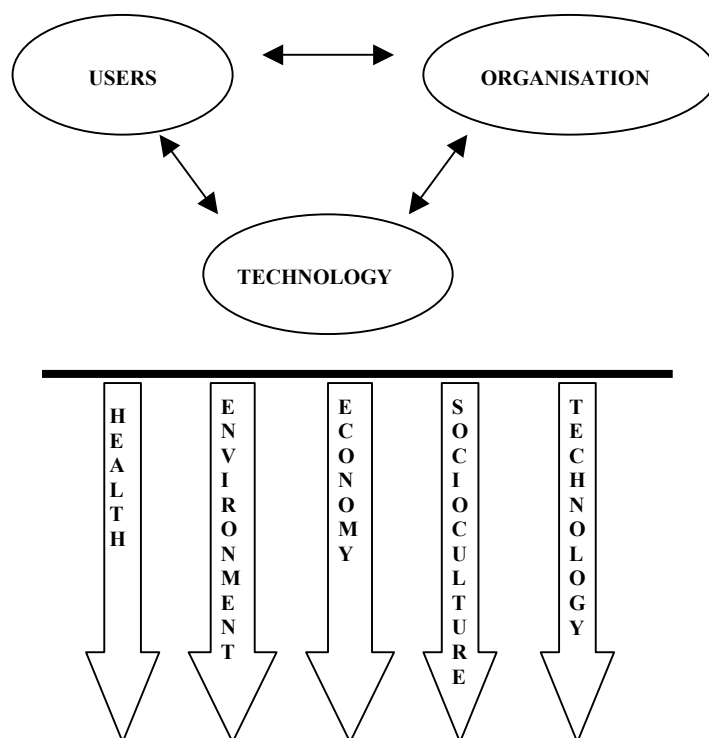 USERS
ORGANISATION
TECHNOLOGY
HEALTH
ENVIRONMENT
ECONOMY
SOCIOCULTURE
TECHNOLOGY